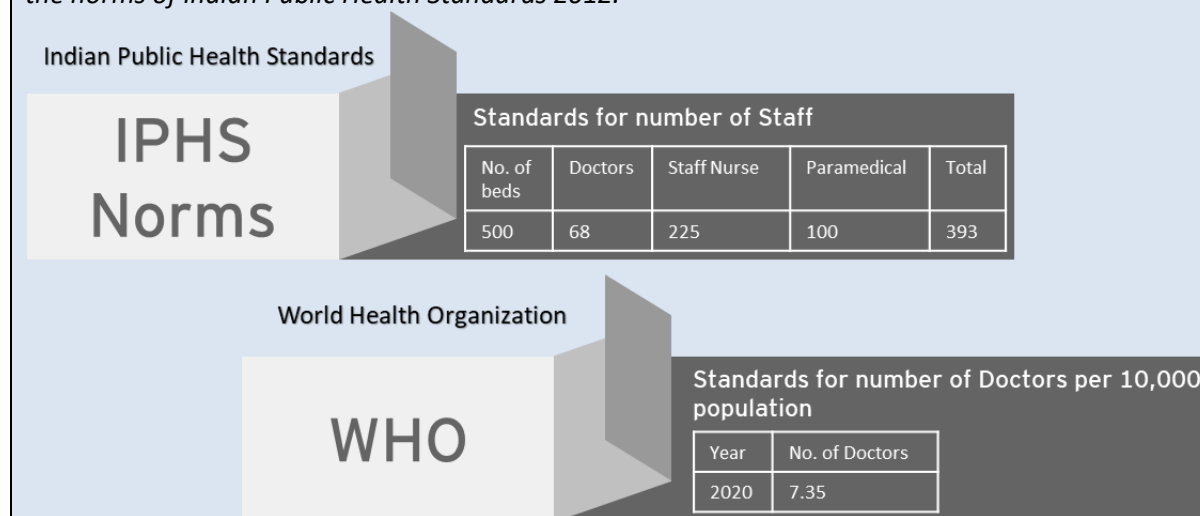 the norms of Indian Public Health Standards 2012.
Indian Public Health Standards
IPHS
Norms
Standards for number of Staff
No. of beds Doctors Staff Nurse Paramedical Total
500 68 225 100 393
World Health Organization
WHO
Standards for number of Doctors per 10,000
population
Year No. of Doctors
2020 7.35